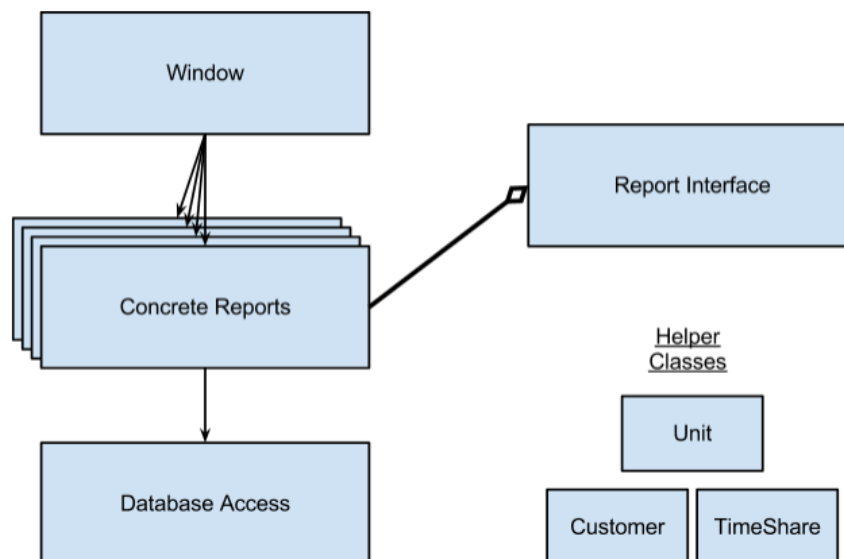 Window
Report Interface
Concrete Reports
Helper
Classes
Unit
Database Access
Customer
TimeShare